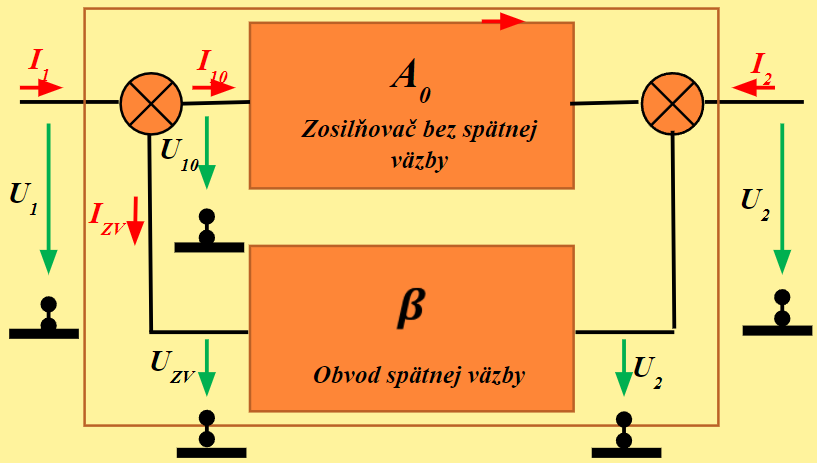 I1
I10
A0
I2
Zosilňovač bez spätnej
väzby
U10
U1
IZV
U2
β
UZV
Obvod spätnej väzby
U2